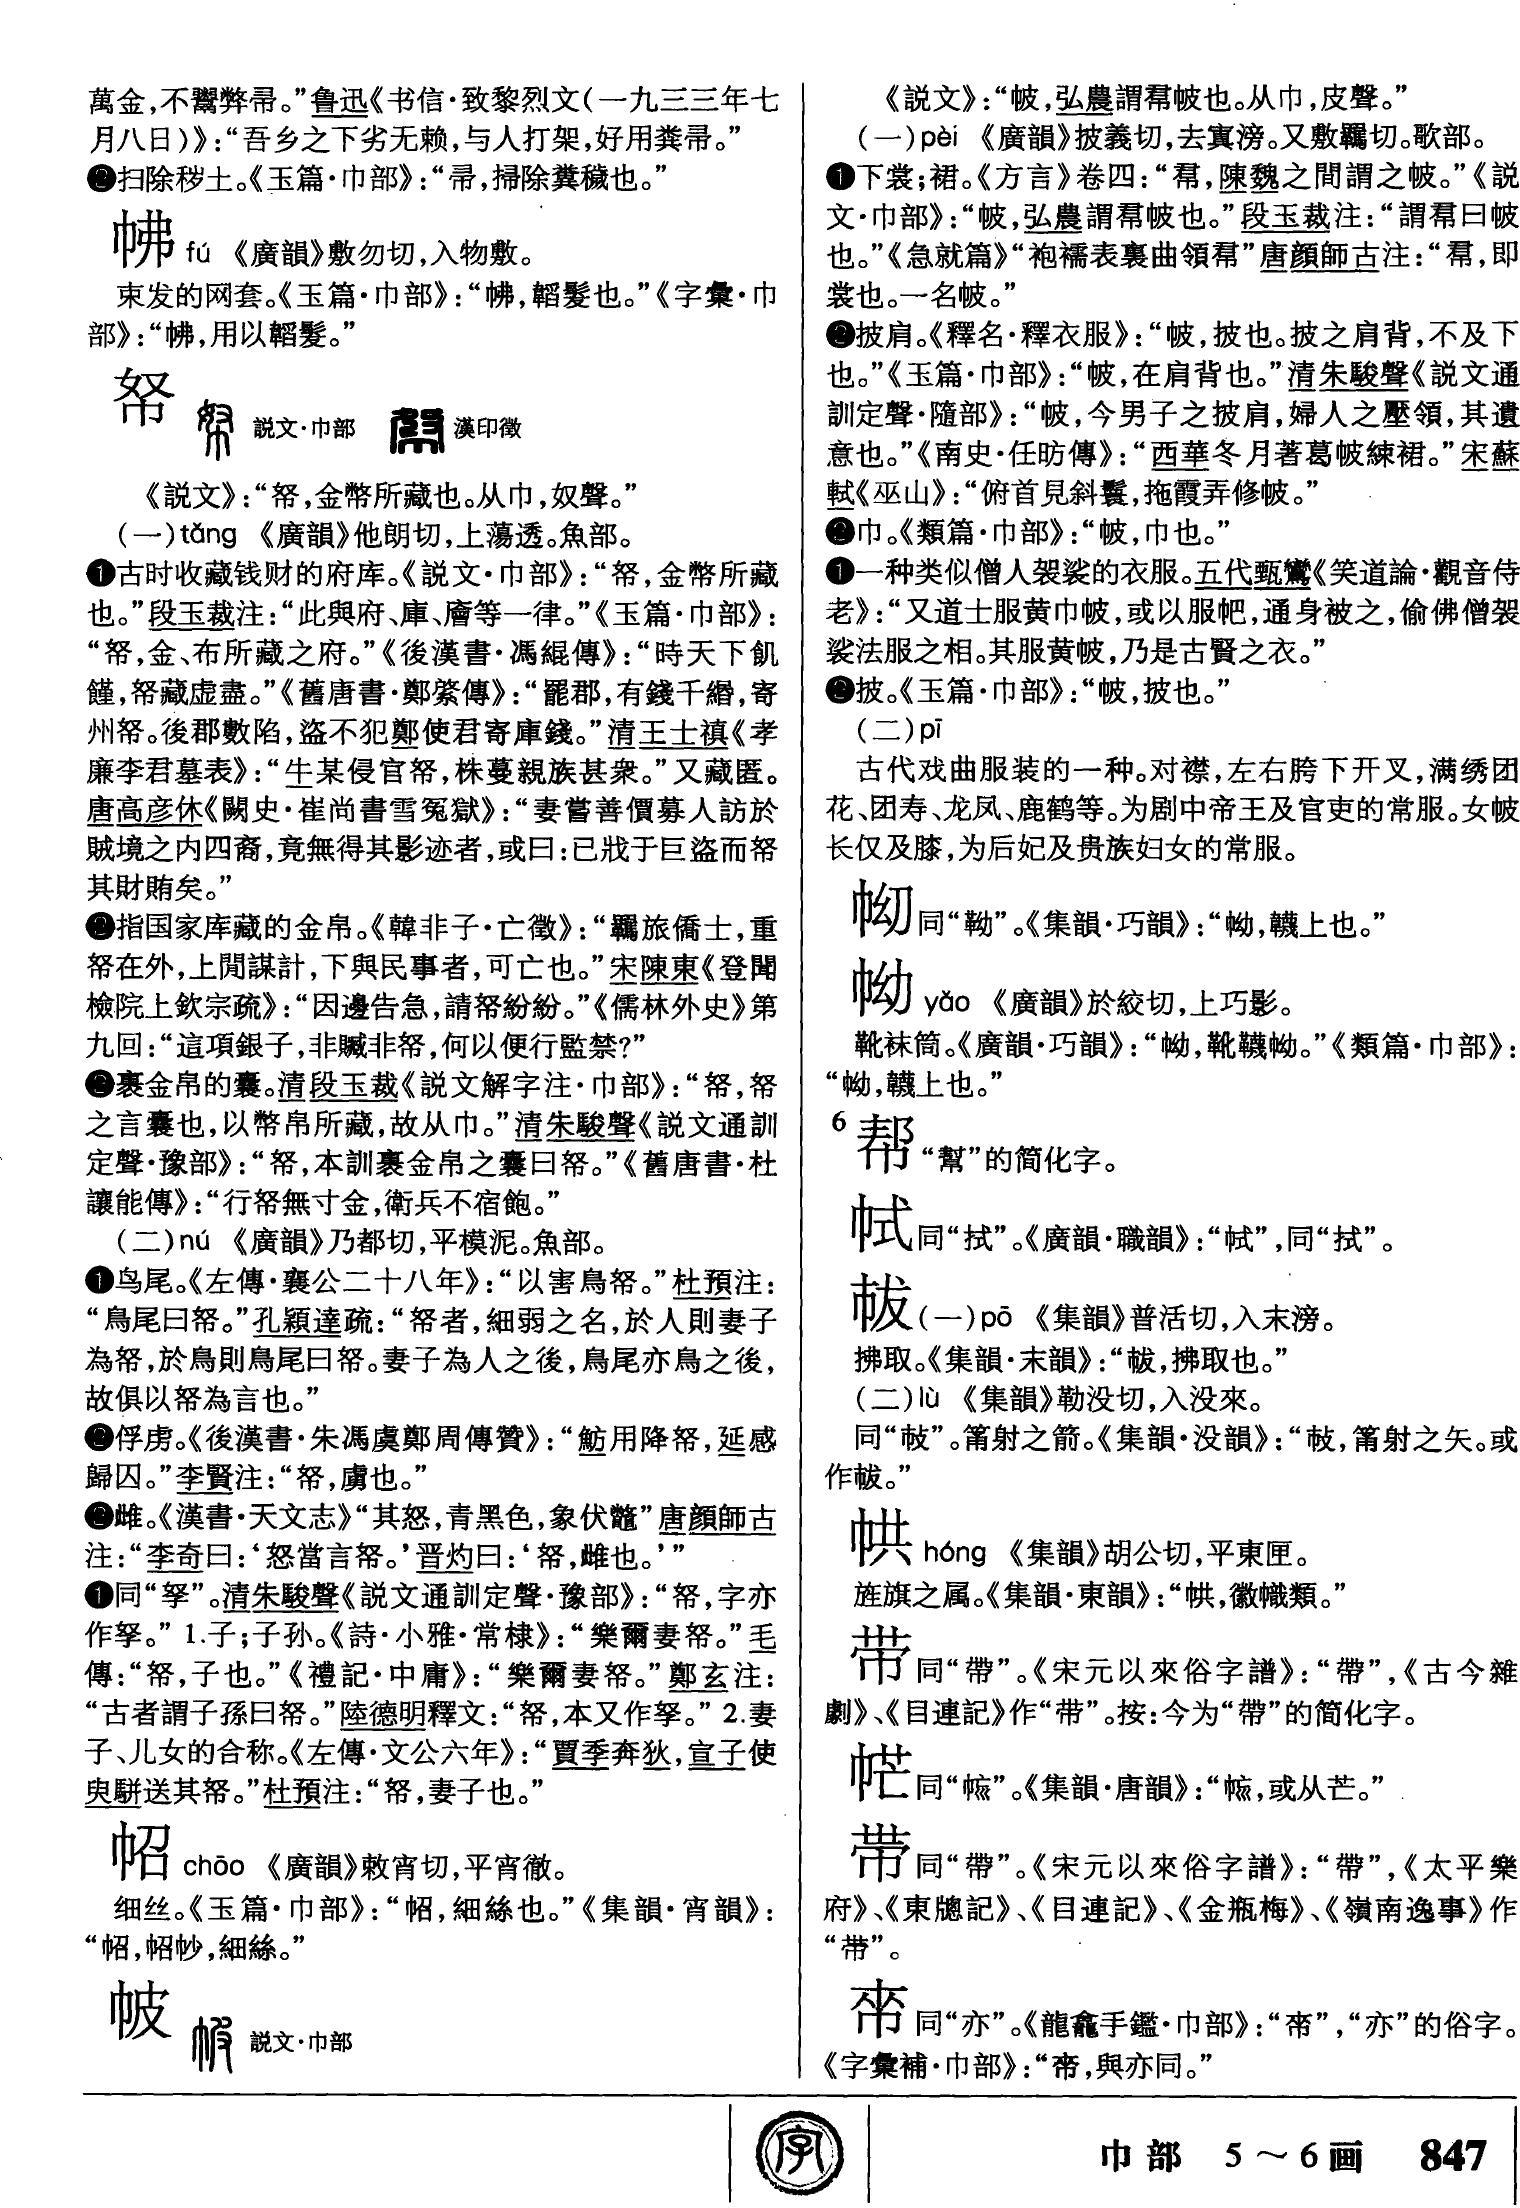 萬金，不鬻弊帚。”鲁迅《书信·致黎烈文(一九三三年七
月八日)》：“吾乡之下劣无赖，与人打架，好用粪帚。”
❷扫除秽土。《玉篇·巾部》：“帚，掃除糞穢也。”
帗 fú 《廣韻》敷勿切，入物敷。
束发的网套。《玉篇·巾部》：“帗，韜髮也。”《字彙·巾
部》：“帗，用以韜髮。”
帑 説文·巾部 漢印徵
《説文》：“帑，金幣所藏也。从巾，奴聲。”
(一)tǎng 《廣韻》他朗切，上蕩透。魚部。
❶古时收藏钱财的府库。《説文·巾部》：“帑，金幣所藏
也。”段玉裁注：“此與府、庫、廥等一律。”《玉篇·巾部》：
“帑，金、布所藏之府。”《後漢書·馮緄傳》：“時天下飢
饉，帑藏虚盡。”《舊唐書·鄭綮傳》：“罷郡，有錢千緡，寄
州帑。後郡數陷，盗不犯鄭使君寄庫錢。”清王士禛《孝
廉李君墓表》：“牛某侵官帑，株蔓親族甚衆。”又藏匿。
唐高彦休《闕史·崔尚書雪冤獄》：“妻嘗善價募人訪於
賊境之内四裔，竟無得其影迹者，或曰：已戕于巨盗而帑
其財賄矣。”
❷指国家库藏的金帛。《韓非子·亡徵》：“羈旅僑士，重
帑在外，上閒謀計，下與民事者，可亡也。”宋陳東《登聞
檢院上欽宗疏》：“因邊告急，請帑紛紛。”《儒林外史》第
九回：“這項銀子，非贓非帑，何以便行監禁?”
❸裹金帛的囊。清段玉裁《説文解字注·巾部》：“帑，帑
之言囊也，以幣帛所藏，故从巾。”清朱駿聲《説文通訓
定聲·豫部》：“帑，本訓裹金帛之囊曰帑。”《舊唐書·杜
讓能傳》：“行帑無寸金，衛兵不宿飽。”
(二)nú 《廣韻》乃都切，平模泥。魚部。
❶鸟尾。《左傳·襄公二十八年》：“以害鳥帑。”杜預注：
“鳥尾曰帑。”孔穎達疏：“帑者，細弱之名，於人則妻子
為帑，於鳥則鳥尾曰帑。妻子為人之後，鳥尾亦鳥之後，
故俱以帑為言也。”
❷俘虏。《後漢書·朱馮虞鄭周傳贊》：“魴用降帑，延感
歸囚。”李賢注：“帑，虜也。”
❸雌。《漢書·天文志》“其怒，青黑色，象伏鼈”唐顔師古
注：“李奇曰：‘怒當言帑。’晋灼曰：‘帑，雌也。’”
❶同“孥”。清朱駿聲《説文通訓定聲·豫部》：“帑，字亦
作孥。” 1.子；子孙。《詩·小雅·常棣》：“樂爾妻帑。”毛
傳：“帑，子也。”《禮記·中庸》：“樂爾妻帑。”鄭玄注：
“古者謂子孫曰帑。”陸德明釋文：“帑，本又作孥。” 2.妻
子、儿女的合称。《左傳·文公六年》：“賈季奔狄，宣子使
臾駢送其帑。”杜預注：“帑，妻子也。”
帉 chāo 《廣韻》敕宵切，平宵徹。
细丝。《玉篇·巾部》：“𢂾，細絲也。”《集韻·宵韻》：
“𢂾，𢂾㡑，細絲。”
帔 説文·巾部
《説文》：“帔，弘農謂帬帔也。从巾，皮聲。”
(一)pèi 《廣韻》披義切，去寘滂。又敷羈切。歌部。
❶下裳；裙。《方言》卷四：“帬，陳魏之間謂之帔。”《説
文·巾部》：“帔，弘農謂帬帔也。”段玉裁注：“謂帬曰帔
也。”《急就篇》“袍襦表裏曲領帬”唐顔師古注：“帬，即
裳也。一名帔。”
❷披肩。《釋名·釋衣服》：“帔，披也。披之肩背，不及下
也。”《玉篇·巾部》：“帔，在肩背也。”清朱駿聲《説文通
訓定聲·隨部》：“帔，今男子之披肩，婦人之壓領，其遺
意也。”《南史·任昉傳》：“西華冬月著葛帔練裙。”宋蘇
軾《巫山》：“俯首見斜鬟，拖霞弄修帔。”
❸巾。《類篇·巾部》：“帔，巾也。”
❶一种类似僧人袈裟的衣服。五代甄鸞《笑道論·觀音侍
老》：“又道士服黄巾帔，或以服帊，通身被之，偷佛僧袈
裟法服之相。其服黄帔，乃是古賢之衣。”
❷披。《玉篇·巾部》：“帔，披也。”
(二)pī
古代戏曲服装的一种。对襟，左右胯下开叉，满绣团
花、团寿、龙凤、鹿鹤等。为剧中帝王及官吏的常服。女帔
长仅及膝，为后妃及贵族妇女的常服。
同“靿”。《集韻·巧韻》：“㡈，韈上也。”
㡈 yǎo 《廣韻》於絞切，上巧影。
靴袜筒。《廣韻·巧韻》：“㡈，靴韈㡈。”《類篇·巾部》：
“㡈，韈上也。”
6
帮 “幫”的简化字。
帜同“拭”。《廣韻·職韻》：“㡠”，同“拭”。
(一)pō 《集韻》普活切，入末滂。
拂取。《集韻·末韻》：“，拂取也。”
(二)lù 《集韻》勒没切，入没來。
同“”。篅射之箭。《集韻·没韻》：“，篅射之矢。或
作。”
㡃 hóng 《集韻》胡公切，平東匣。
旌旗之属。《集韻·東韻》：“㡃，徽幟類。”
带同“帶”。《宋元以來俗字譜》：“帶”，《古今雜
劇》、《目連記》作“带”。按：今为“帶”的简化字。
同“㡆”。《集韻·唐韻》：“㡆，或从芒。”
帯同“帶”。《宋元以來俗字譜》：“帶”，《太平樂
府》、《東牕記》、《目連記》、《金瓶梅》、《嶺南逸事》作
“帯”。
同“亦”。《龍龕手鑑·巾部》：“”，“亦”的俗字。
《字彙補·巾部》：“，與亦同。”
字
巾部 5～6画 847